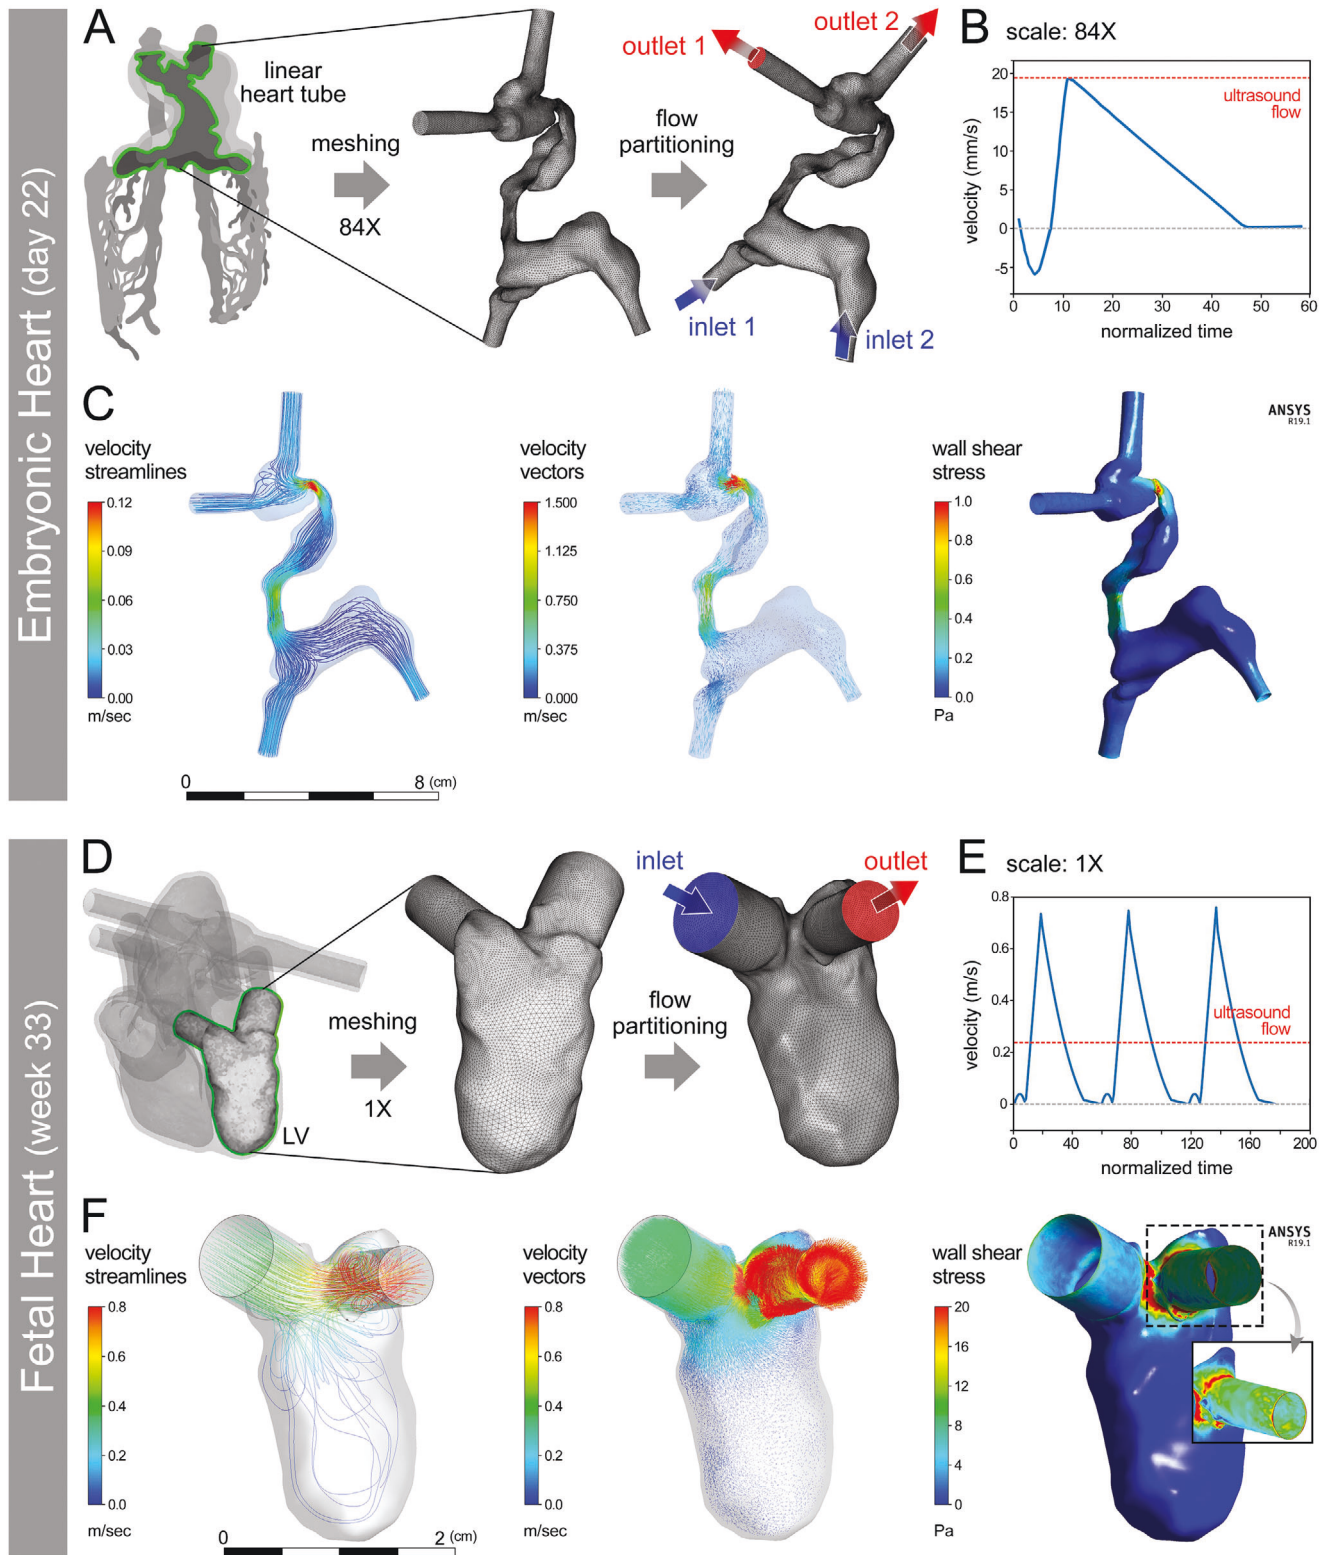 Embryonic Heart (day 22)
A
linear
heart tube
meshing
84X
flow
partitioning
outlet 1
outlet 2
inlet 1
inlet 2
B
scale: 84X
20
15
10
5
0
-5
velocity (mm/s)
ultrasound
flow
0
10
20
30
40
50
60
normalized time
C
velocity
streamlines
0.12
0.09
0.06
0.03
0.00
m/sec
velocity
vectors
1.500
1.125
0.750
0.375
0.000
m/sec
wall shear
stress
1.0
0.8
0.6
0.4
0.2
0.0
Pa
ANSYS
R19.1
0
8 (cm)
Fetal Heart (week 33)
D
LV
meshing
1X
flow
partitioning
inlet
outlet
E
scale: 1X
0.8
0.6
0.4
0.2
0
velocity (m/s)
ultrasound
flow
0
40
80
120
160
200
normalized time
F
velocity
streamlines
0.8
0.6
0.4
0.2
0.0
m/sec
velocity
vectors
0.8
0.6
0.4
0.2
0.0
m/sec
wall shear
stress
20
16
12
8
4
0
Pa
ANSYS
R19.1
0
2 (cm)